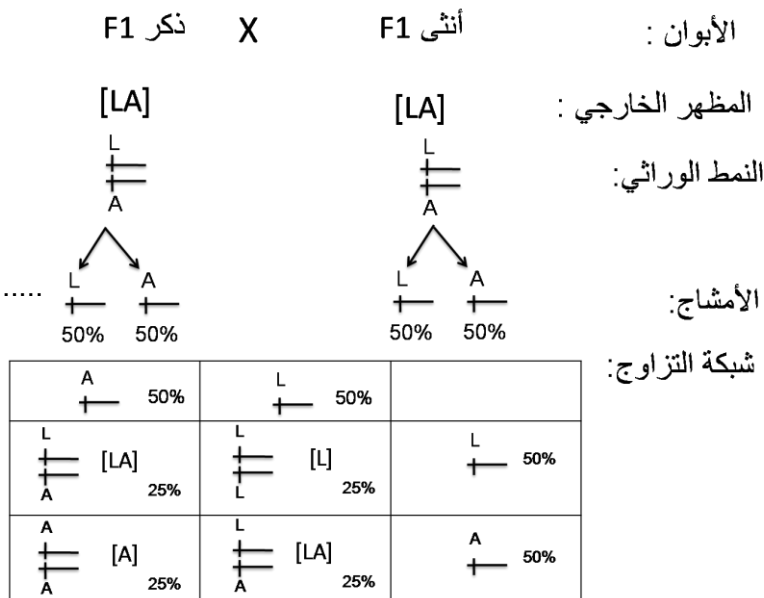 الأبوان : أنثى F1 X ذكر F1
المظهر الخارجي : [LA] [LA]
النمط الوراثي:
L L
A A
الأمشاج:
L A L A
.....
50% 50% 50% 50%
شبكة التزاوج:
L 50% A 50%
L 50%
L [L] L 25%
L [LA] A 25%
A 50%
L [LA] A 25%
A [A] A 25%